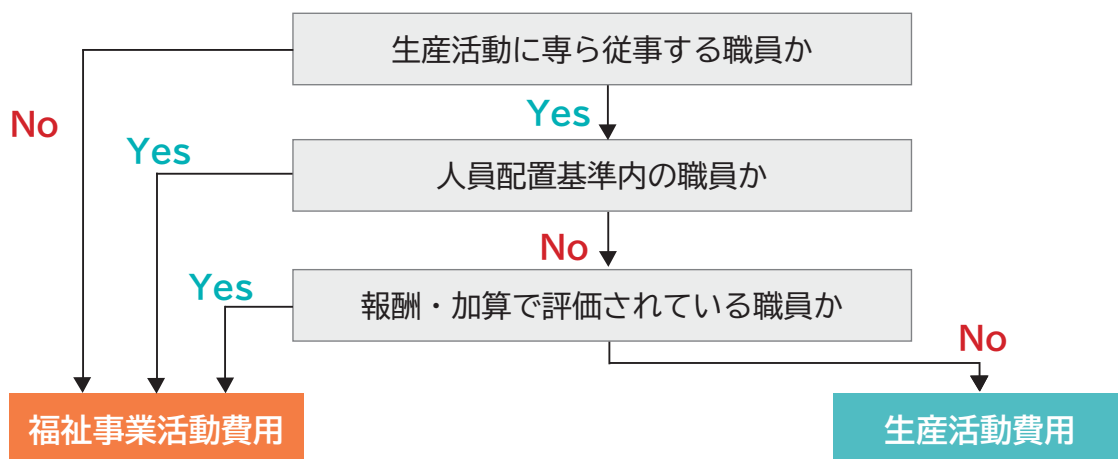 生産活動に専ら従事する職員か
No
Yes
Yes
人員配置基準内の職員か
No
Yes
報酬・加算で評価されている職員か
No
福祉事業活動費用
生産活動費用